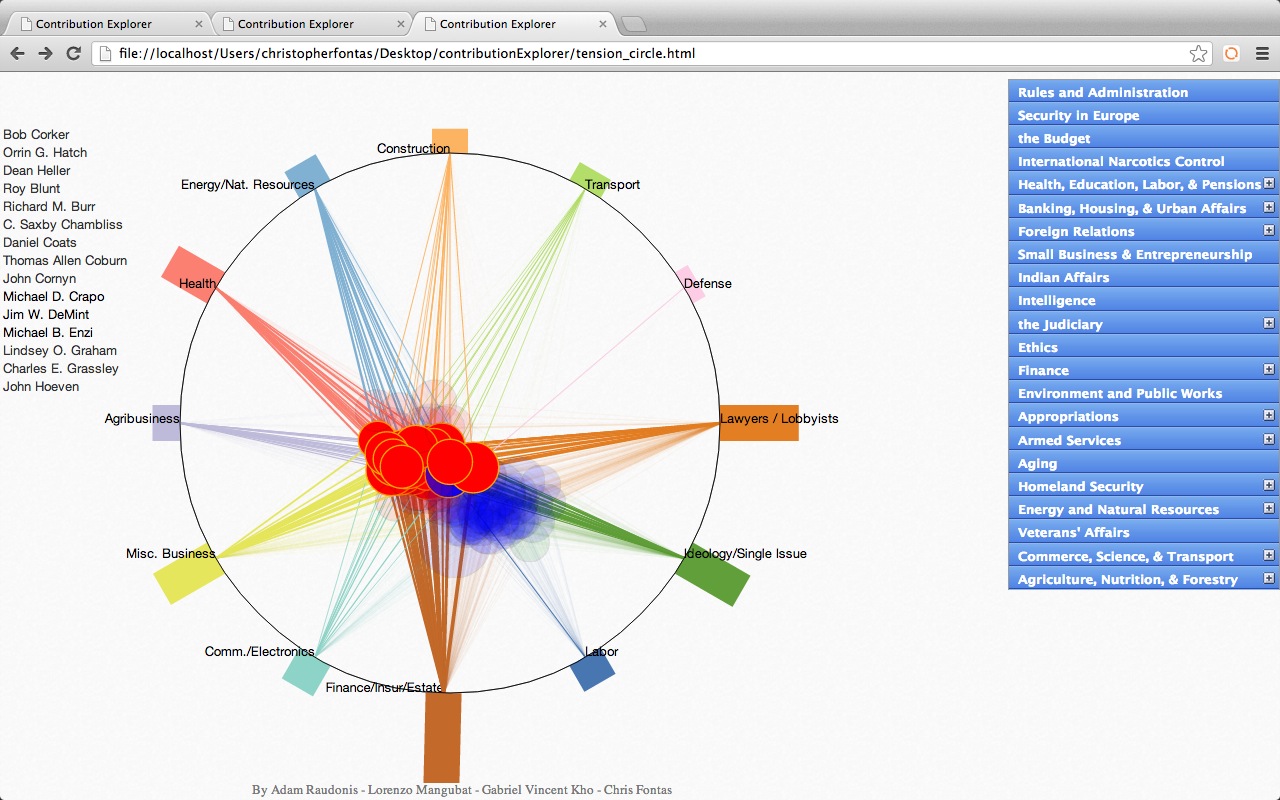 Contribution Explorer
Contribution Explorer
Contribution Explorer
file://localhost/Users/christopherfontas/Desktop/contributionExplorer/tension_circle.html
Bob Corker
Orrin G. Hatch
Dean Heller
Roy Blunt
Richard M. Burr
C. Saxby Chambliss
Daniel Coats
Thomas Allen Coburn
John Cornyn
Michael D. Crapo
Jim W. DeMint
Michael B. Enzi
Lindsey O. Graham
Charles E. Grassley
John Hoeven
Construction
Energy/Nat. Resources
Transport
Health
Defense
Agribusiness
Lawyers / Lobbyists
Misc. Business
Ideology/Single Issue
Comm./Electronics
Labor
Finance/Insur/Estate
Rules and Administration
Security in Europe
the Budget
International Narcotics Control
Health, Education, Labor, & Pensions
Banking, Housing, & Urban Affairs
Foreign Relations
Small Business & Entrepreneurship
Indian Affairs
Intelligence
the Judiciary
Ethics
Finance
Environment and Public Works
Appropriations
Armed Services
Aging
Homeland Security
Energy and Natural Resources
Veterans' Affairs
Commerce, Science, & Transport
Agriculture, Nutrition, & Forestry
By Adam Raudonis - Lorenzo Mangubat - Gabriel Vincent Kho - Chris Fontas